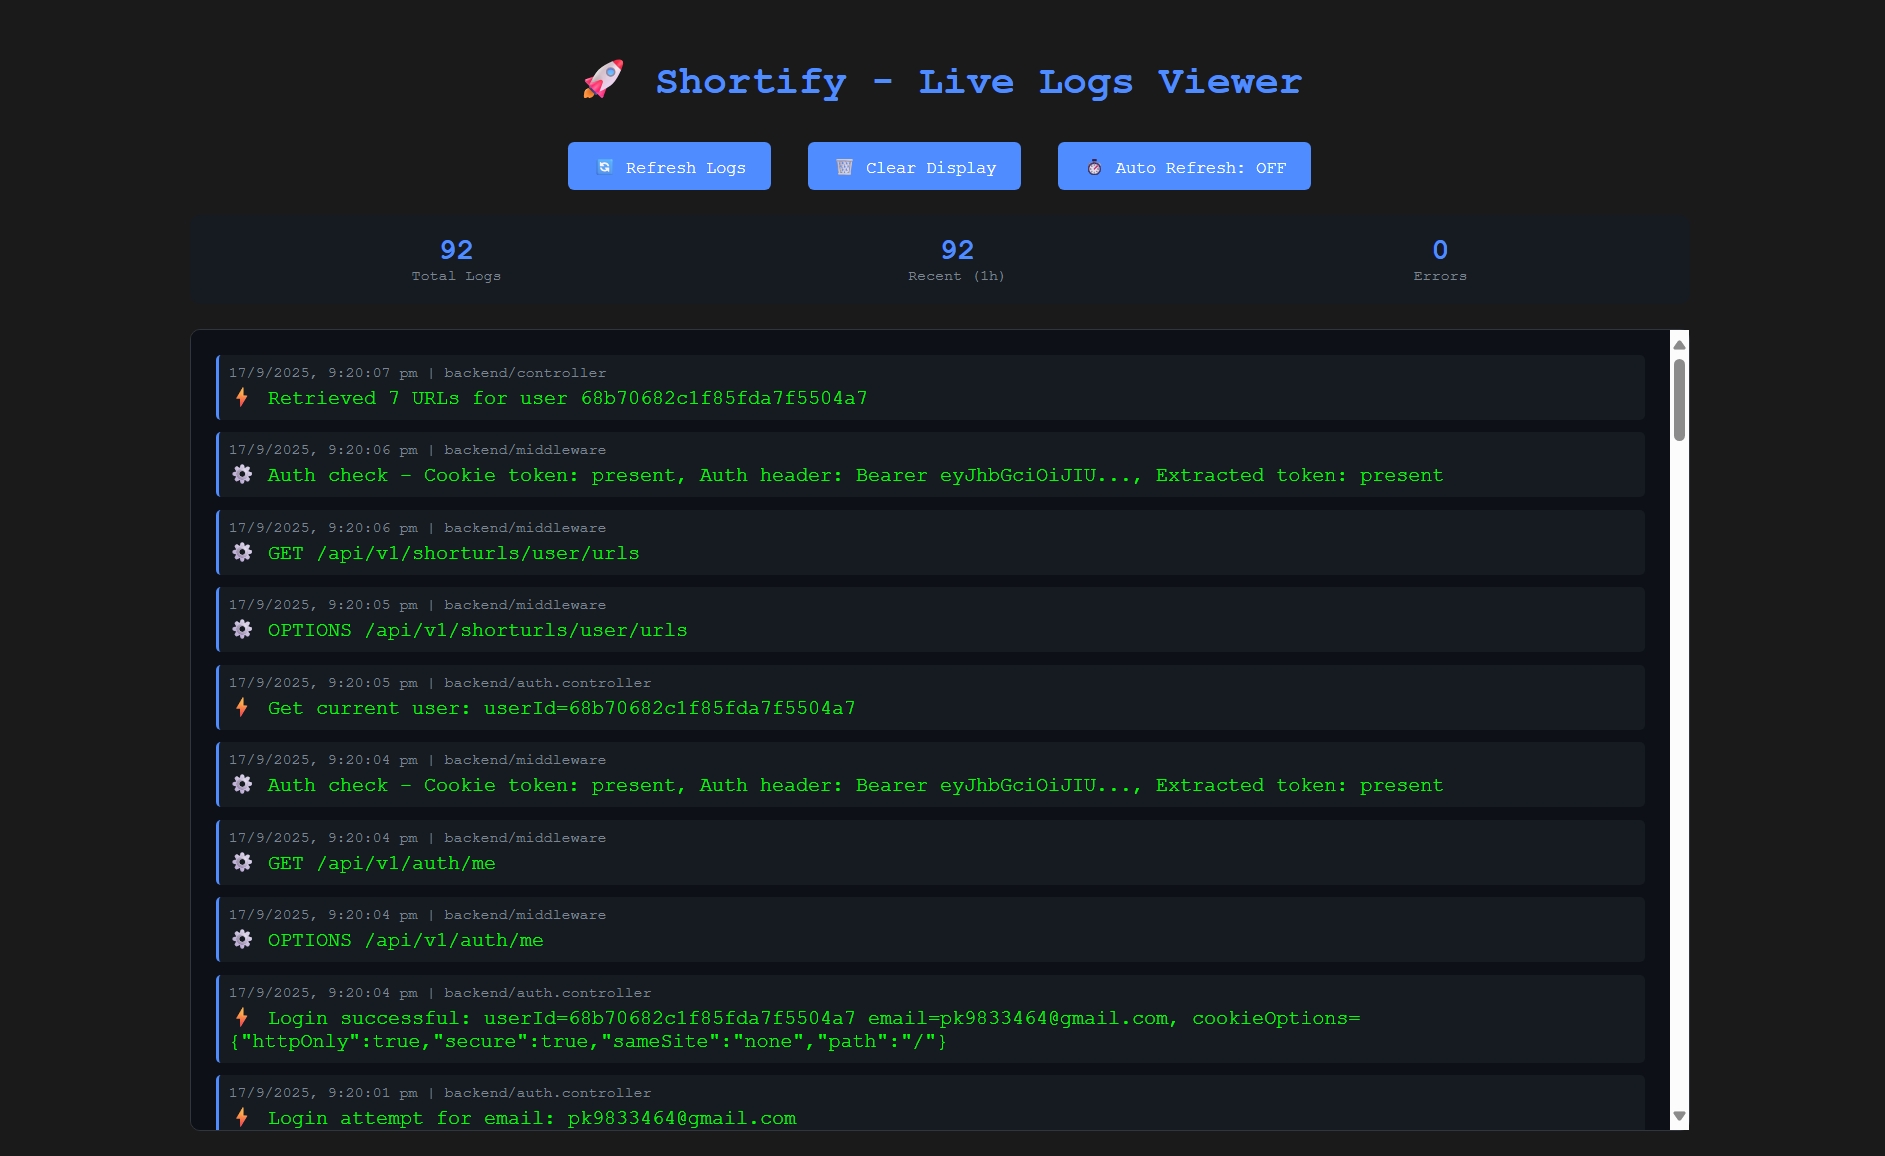 🚀 Shortify - Live Logs Viewer
🔄 Refresh Logs
🗑️ Clear Display
⏱️ Auto Refresh: OFF
92
Total Logs
92
Recent (1h)
0
Errors
17/9/2025, 9:20:07 pm | backend/controller
⚡ Retrieved 7 URLs for user 68b70682c1f85fda7f5504a7
17/9/2025, 9:20:06 pm | backend/middleware
⚙️ Auth check - Cookie token: present, Auth header: Bearer eyJhbGciOiJIU..., Extracted token: present
17/9/2025, 9:20:06 pm | backend/middleware
⚙️ GET /api/v1/shorturls/user/urls
17/9/2025, 9:20:05 pm | backend/middleware
⚙️ OPTIONS /api/v1/shorturls/user/urls
17/9/2025, 9:20:05 pm | backend/auth.controller
⚡ Get current user: userId=68b70682c1f85fda7f5504a7
17/9/2025, 9:20:04 pm | backend/middleware
⚙️ Auth check - Cookie token: present, Auth header: Bearer eyJhbGciOiJIU..., Extracted token: present
17/9/2025, 9:20:04 pm | backend/middleware
⚙️ GET /api/v1/auth/me
17/9/2025, 9:20:04 pm | backend/middleware
⚙️ OPTIONS /api/v1/auth/me
17/9/2025, 9:20:04 pm | backend/auth.controller
⚡ Login successful: userId=68b70682c1f85fda7f5504a7 email=pk9833464@gmail.com, cookieOptions=
{"httpOnly":true,"secure":true,"sameSite":"none","path":"/"}
17/9/2025, 9:20:01 pm | backend/auth.controller
⚡ Login attempt for email: pk9833464@gmail.com